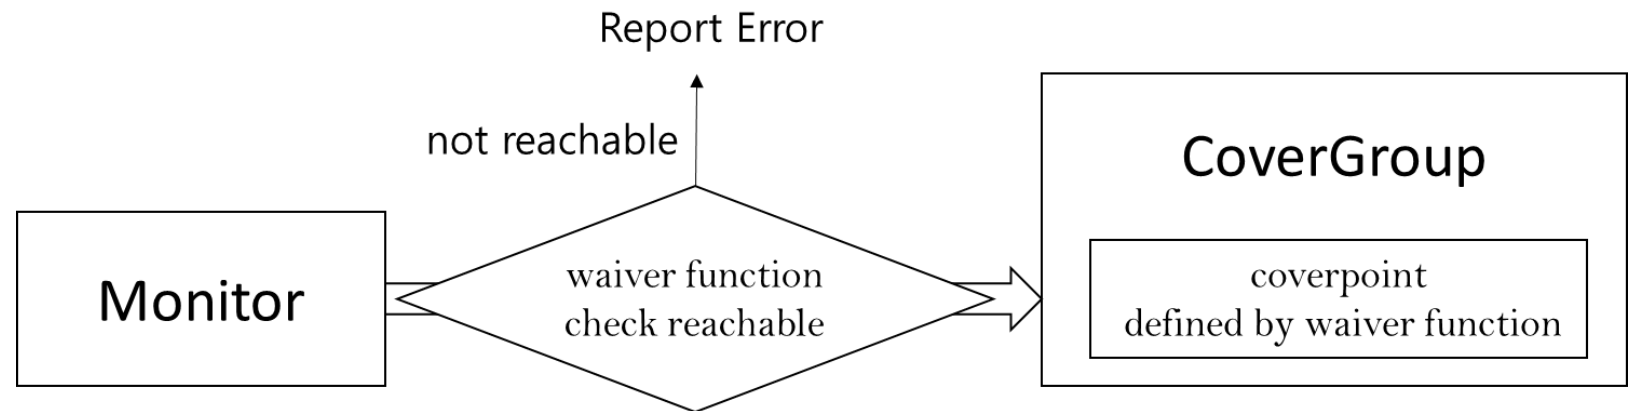 Report Error
not reachable
CoverGroup
Monitor
waiver function
check reachable
coverpoint
defined by waiver function